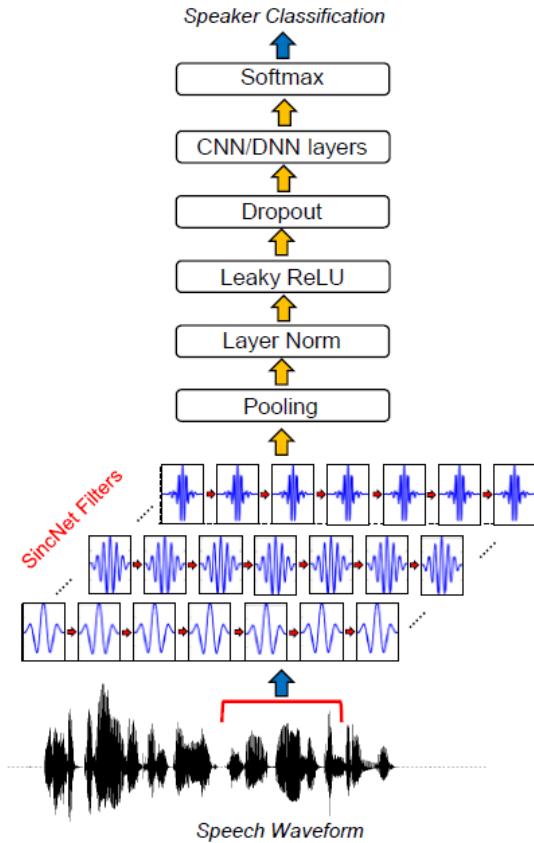 Speaker Classification
Softmax
CNN/DNN layers
Dropout
Leaky ReLU
Layer Norm
Pooling
SincNet Filters
Speech Waveform